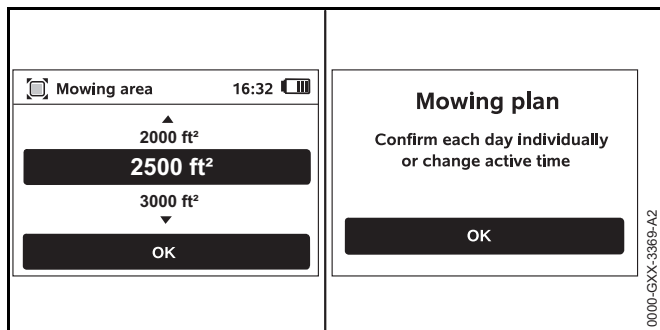 Mowing area 16:32
2000 ft²
2500 ft²
3000 ft²
OK
Mowing plan
Confirm each day individually
or change active time
OK
0000-GXX-3369-A2